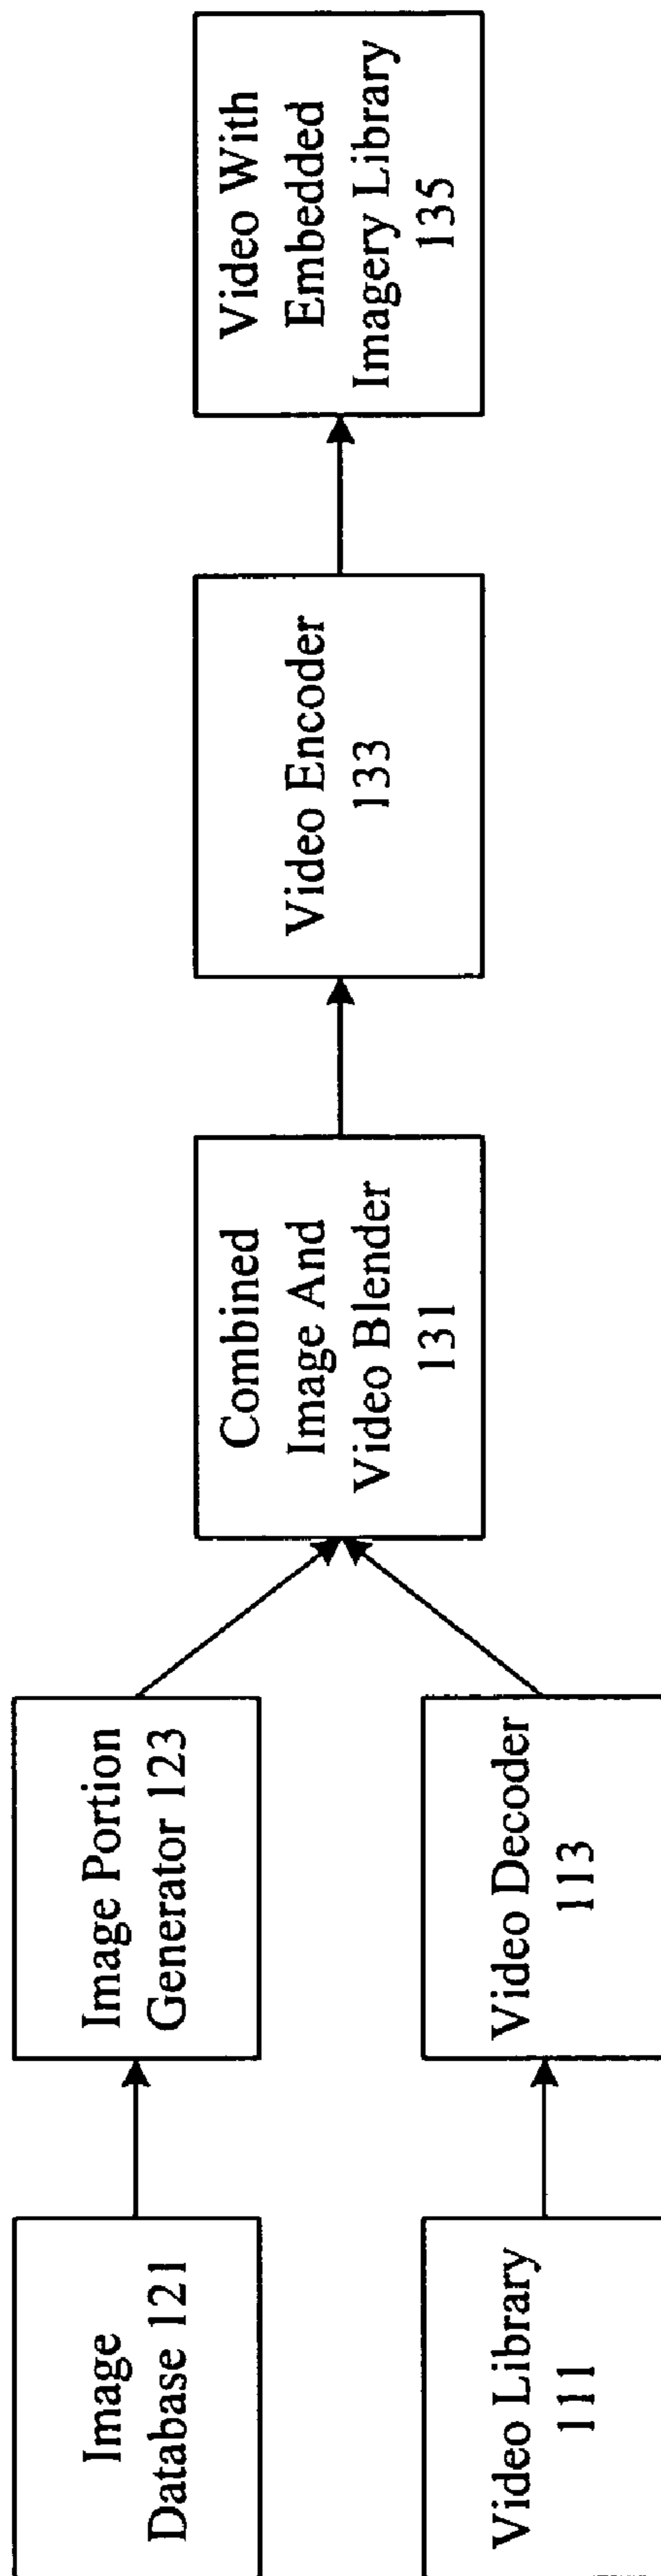 Image
Database 121
Image Portion
Generator 123
Video Library
111
Video Decoder
113
Combined
Image And
Video Blender
131
Video Encoder
133
Video With
Embedded
Imagery Library
135